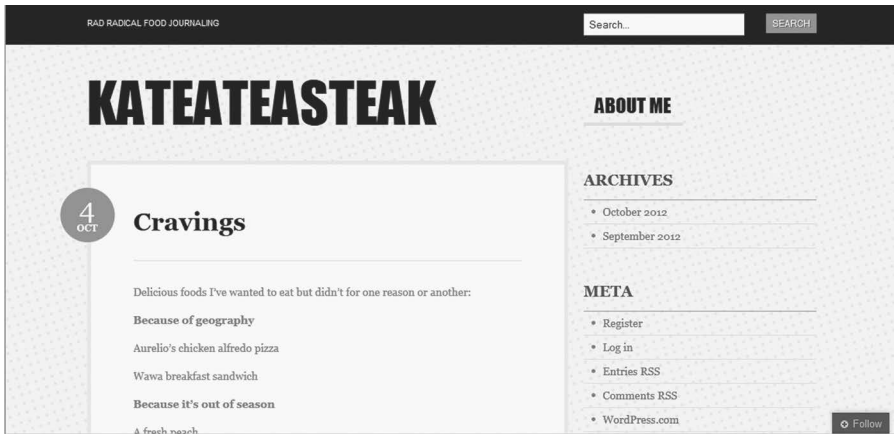 RAD RADICAL FOOD JOURNALING
Search...
SEARCH
KATEATEASTEAK
ABOUT ME
4
OCT
Cravings
Delicious foods I've wanted to eat but didn't for one reason or another:
Because of geography
Aurelio's chicken alfredo pizza
Wawa breakfast sandwich
Because it's out of season
A fresh peach
ARCHIVES
October 2012
September 2012
META
Register
Log in
Entries RSS
Comments RSS
WordPress.com
Follow